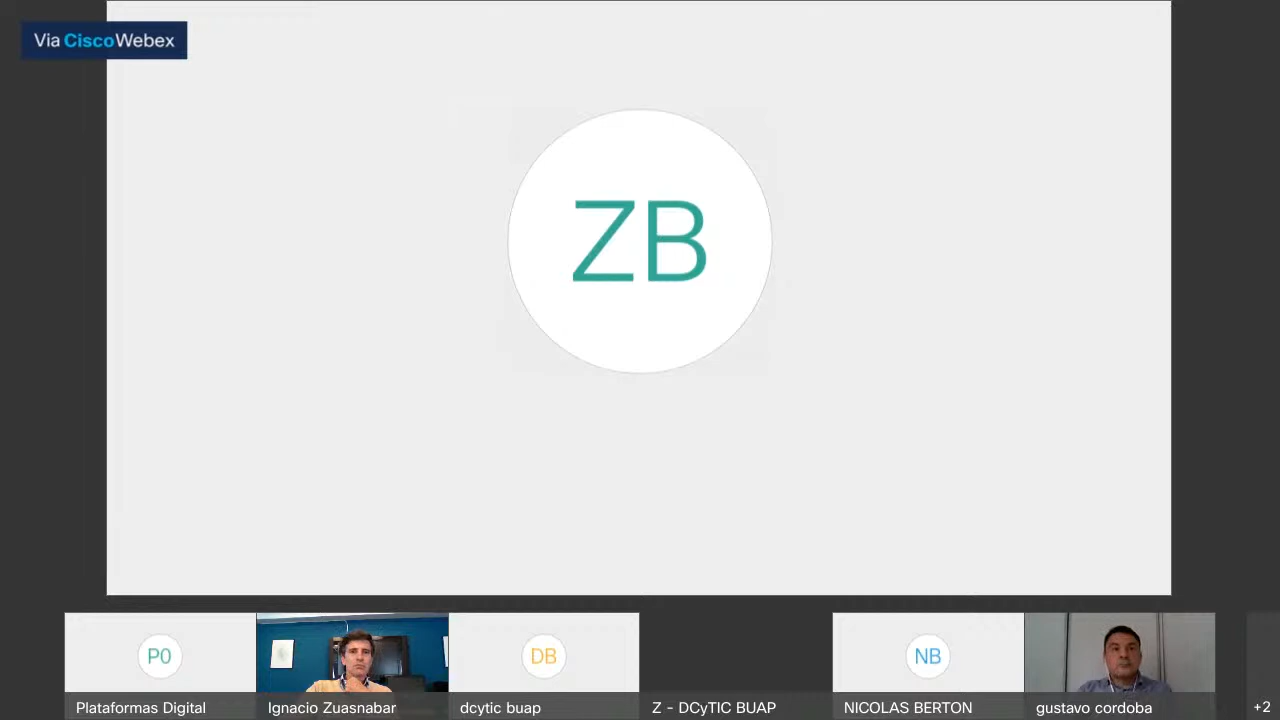 Via CiscoWebex
ZB
P0
DB
NB
Plataformas Digital
Ignacio Zuasnabar
dcytic buap
Z - DCyTIC BUAP
NICOLAS BERTON
gustavo cordoba
+2